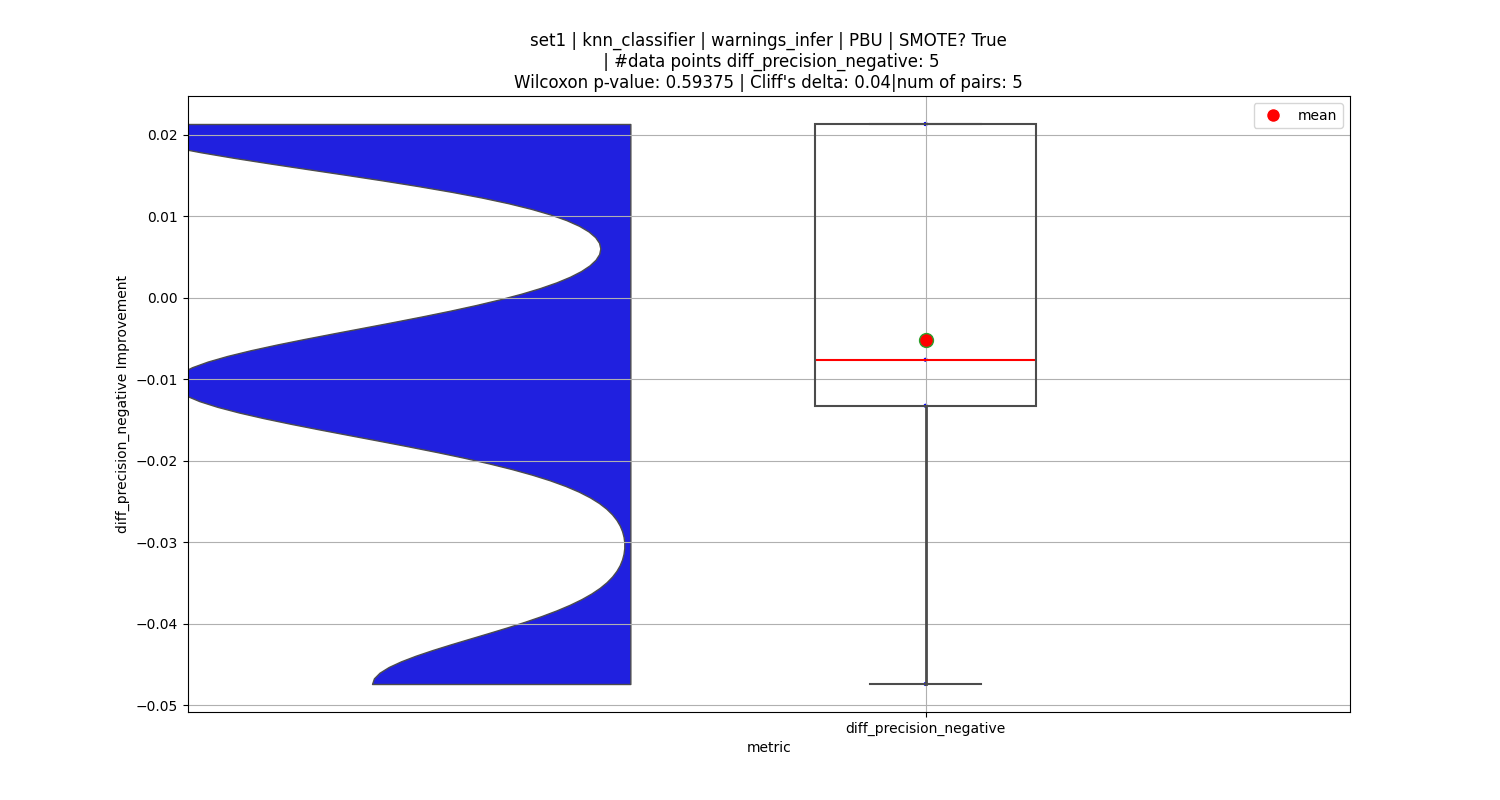 set1 | knn_classifier | warnings_infer | PBU | SMOTE? True
| #data points diff_precision_negative: 5
Wilcoxon p-value: 0.59375 | Cliff's delta: 0.04|num of pairs: 5
mean
0.02
0.01
0.00
−0.01
−0.02
−0.03
−0.04
−0.05
diff_precision_negative Improvement
diff_precision_negative
metric